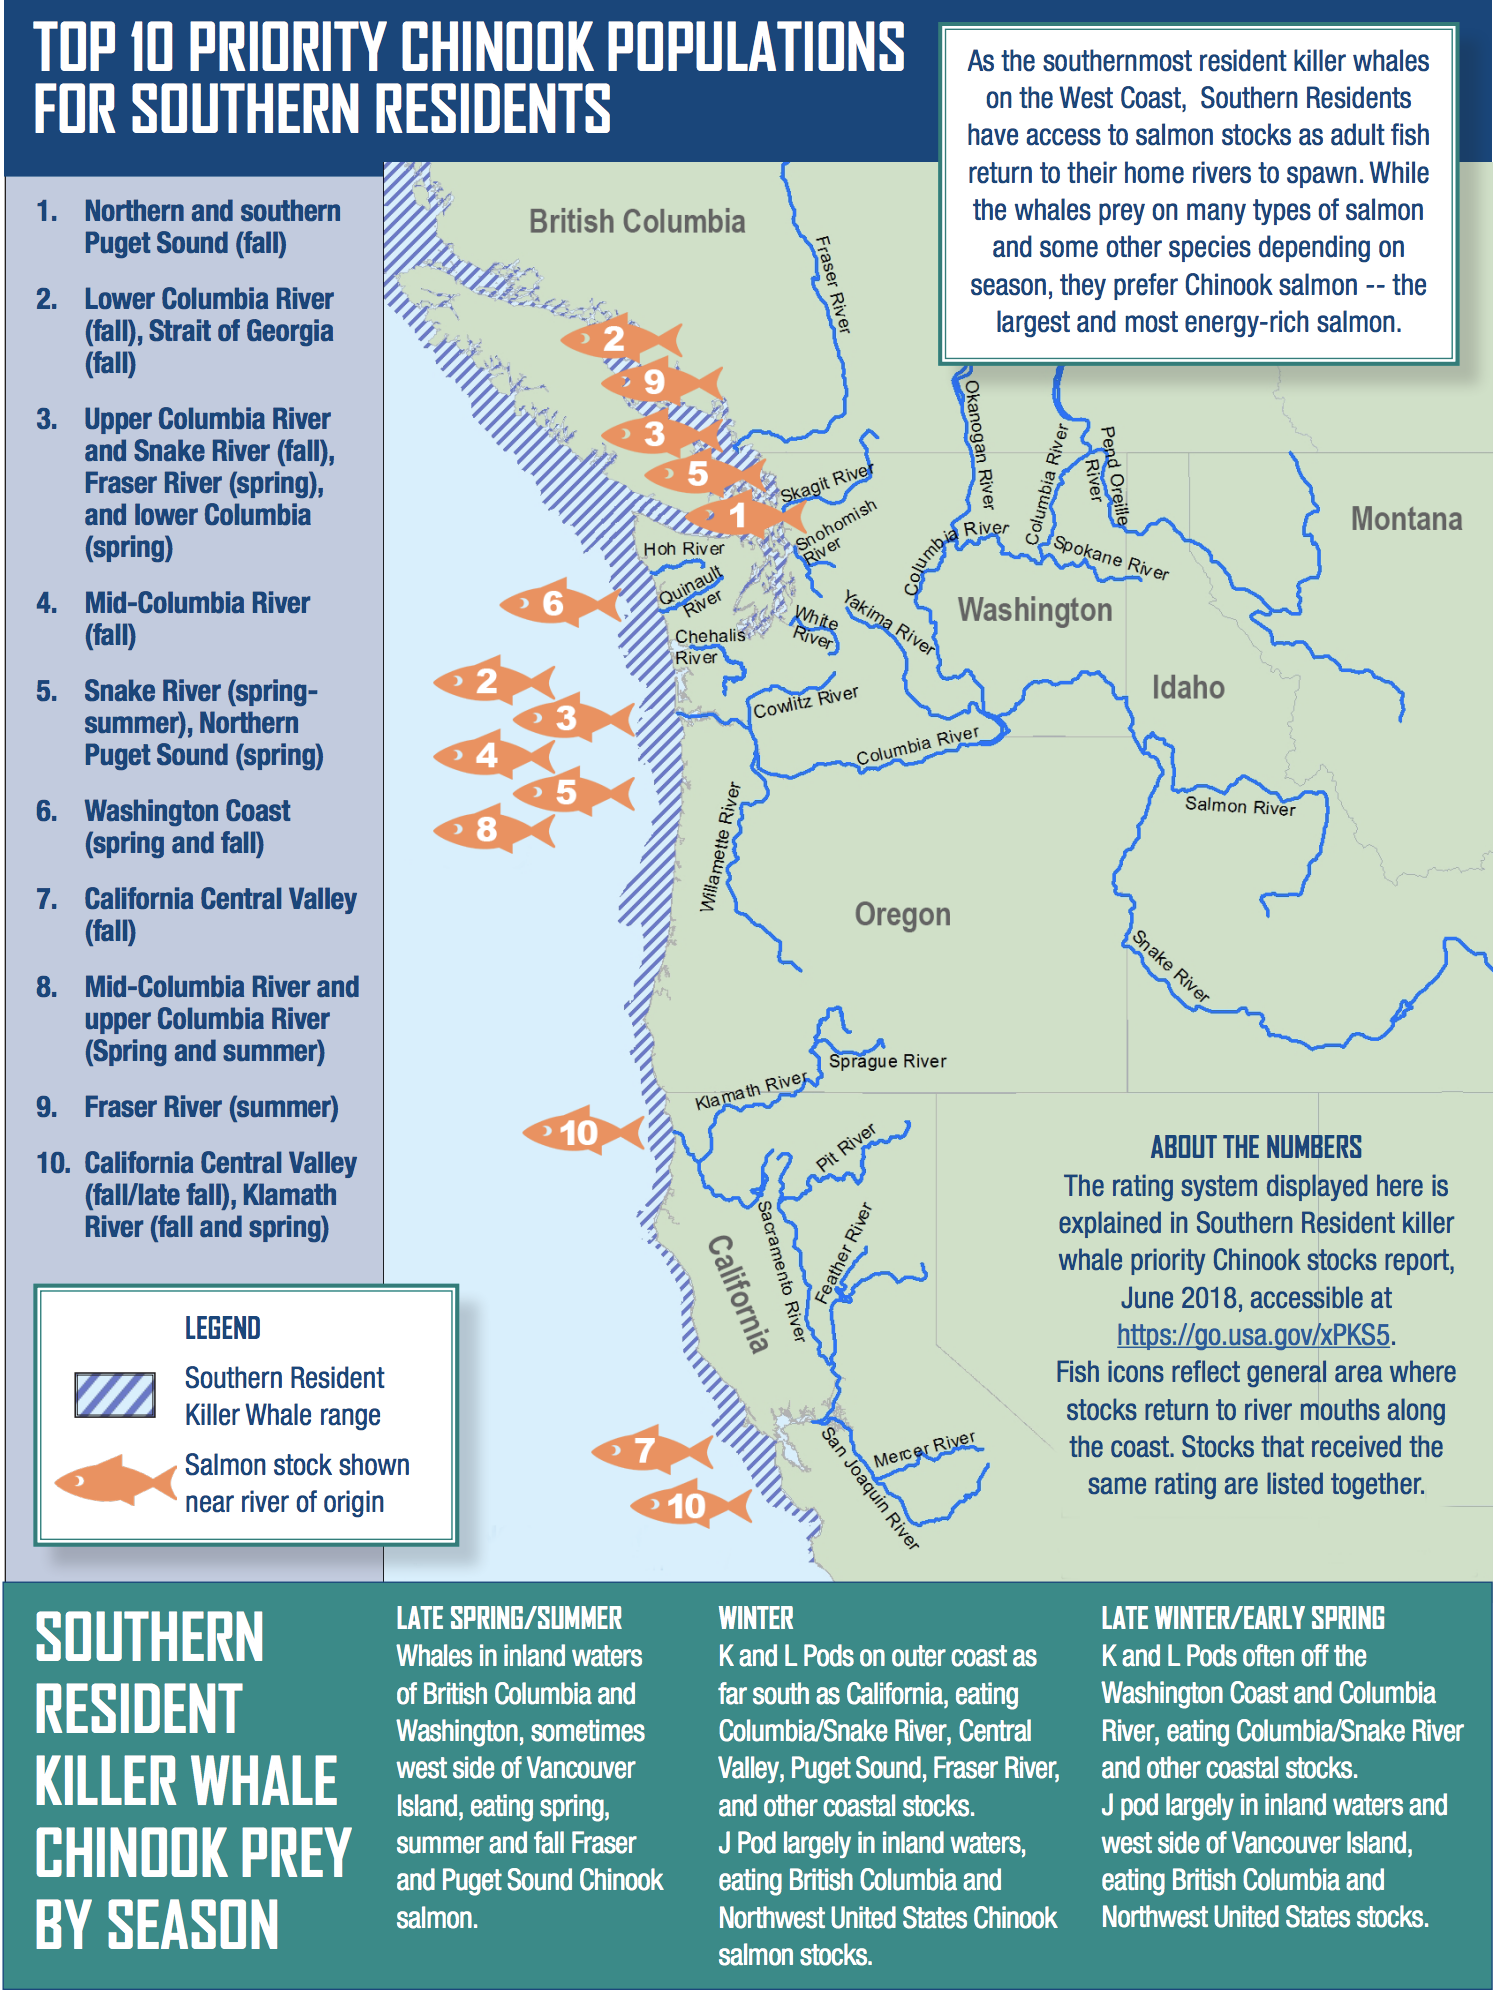 TOP 10 PRIORITY CHINOOK POPULATIONS
FOR SOUTHERN RESIDENTS
As the southernmost resident killer whales
on the West Coast, Southern Residents
have access to salmon stocks as adult fish
return to their home rivers to spawn. While
the whales prey on many types of salmon
and some other species depending on
season, they prefer Chinook salmon -- the
largest and most energy-rich salmon.
1. Northern and southern
Puget Sound (fall)
2. Lower Columbia River
(fall), Strait of Georgia
(fall)
3. Upper Columbia River
and Snake River (fall),
Fraser River (spring),
and lower Columbia
(spring)
4. Mid-Columbia River
(fall)
5. Snake River (spring-
summer), Northern
Puget Sound (spring)
6. Washington Coast
(spring and fall)
7. California Central Valley
(fall)
8. Mid-Columbia River and
upper Columbia River
(Spring and summer)
9. Fraser River (summer)
10. California Central Valley
(fall/late fall), Klamath
River (fall and spring)
LEGEND
Southern Resident
Killer Whale range
Salmon stock shown
near river of origin
British Columbia
Fraser River
2
9
3
5
1
Skagit River
Snohomish
River
Okanogan River
Columbia River
Pend Oreille
River
Montana
Hoh River
Quinault
River
6
Columbia River
Spokane River
Washington
White
River
Yakima River
Chehalis
River
Idaho
2
3
4
5
8
Cowlitz River
Columbia River
Willamette River
Salmon River
Oregon
Snake River
Sprague River
Klamath River
10
Pit River
Sacramento River
Feather River
California
7
10
San Joaquin River
Mercer River
ABOUT THE NUMBERS
The rating system displayed here is
explained in Southern Resident killer
whale priority Chinook stocks report,
June 2018, accessible at
https://go.usa.gov/xPKS5.
Fish icons reflect general area where
stocks return to river mouths along
the coast. Stocks that received the
same rating are listed together.
SOUTHERN
RESIDENT
KILLER WHALE
CHINOOK PREY
BY SEASON
LATE SPRING/SUMMER
Whales in inland waters
of British Columbia and
Washington, sometimes
west side of Vancouver
Island, eating spring,
summer and fall Fraser
and Puget Sound Chinook
salmon.
WINTER
K and L Pods on outer coast as
far south as California, eating
Columbia/Snake River, Central
Valley, Puget Sound, Fraser River,
and other coastal stocks.
J Pod largely in inland waters,
eating British Columbia and
Northwest United States Chinook
salmon stocks.
LATE WINTER/EARLY SPRING
K and L Pods often off the
Washington Coast and Columbia
River, eating Columbia/Snake River
and other coastal stocks.
J pod largely in inland waters and
west side of Vancouver Island,
eating British Columbia and
Northwest United States stocks.